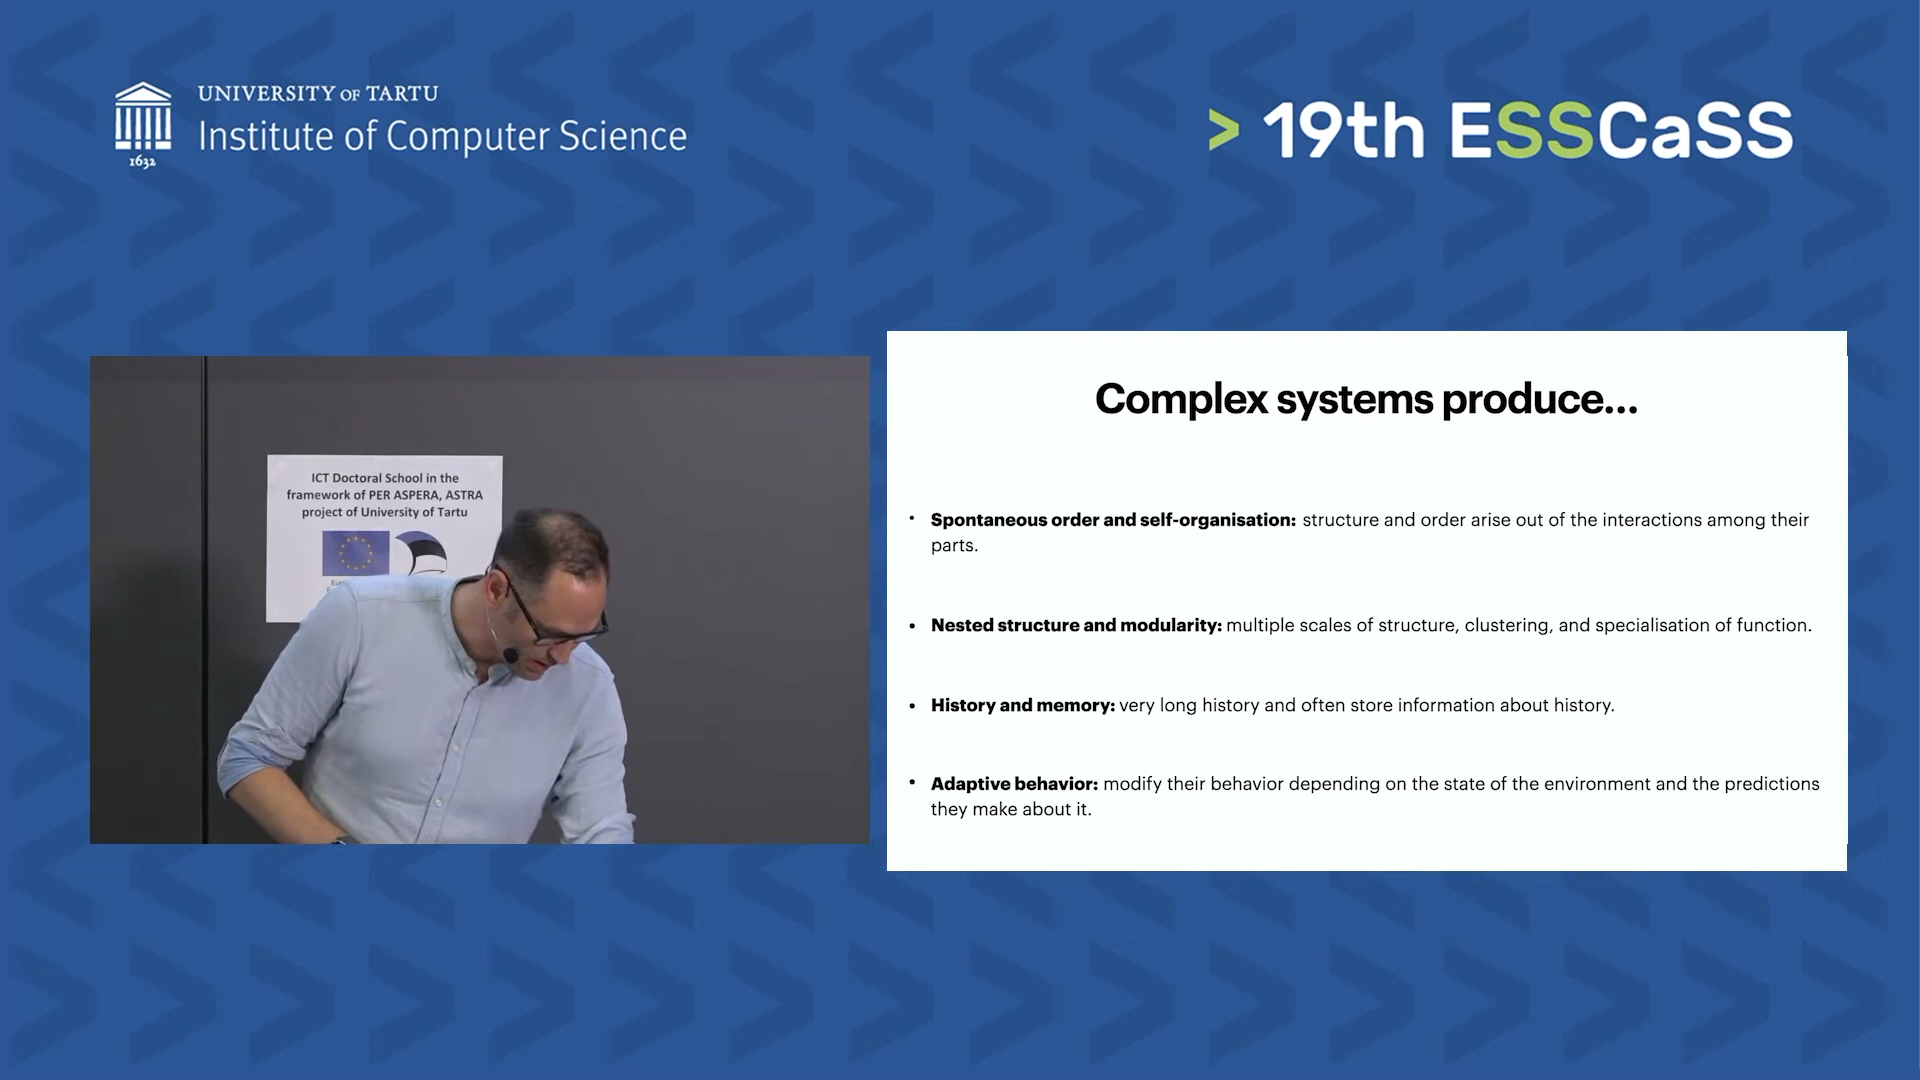 UNIVERSITY OF TARTU
Institute of Computer Science
1632
> 19th ESSCaSS
ICT Doctoral School in the
framework of PER ASPERA, ASTRA
project of University of Tartu
Complex systems produce...
• Spontaneous order and self-organisation: structure and order arise out of the interactions among their
parts.
• Nested structure and modularity: multiple scales of structure, clustering, and specialisation of function.
• History and memory: very long history and often store information about history.
• Adaptive behavior: modify their behavior depending on the state of the environment and the predictions
they make about it.